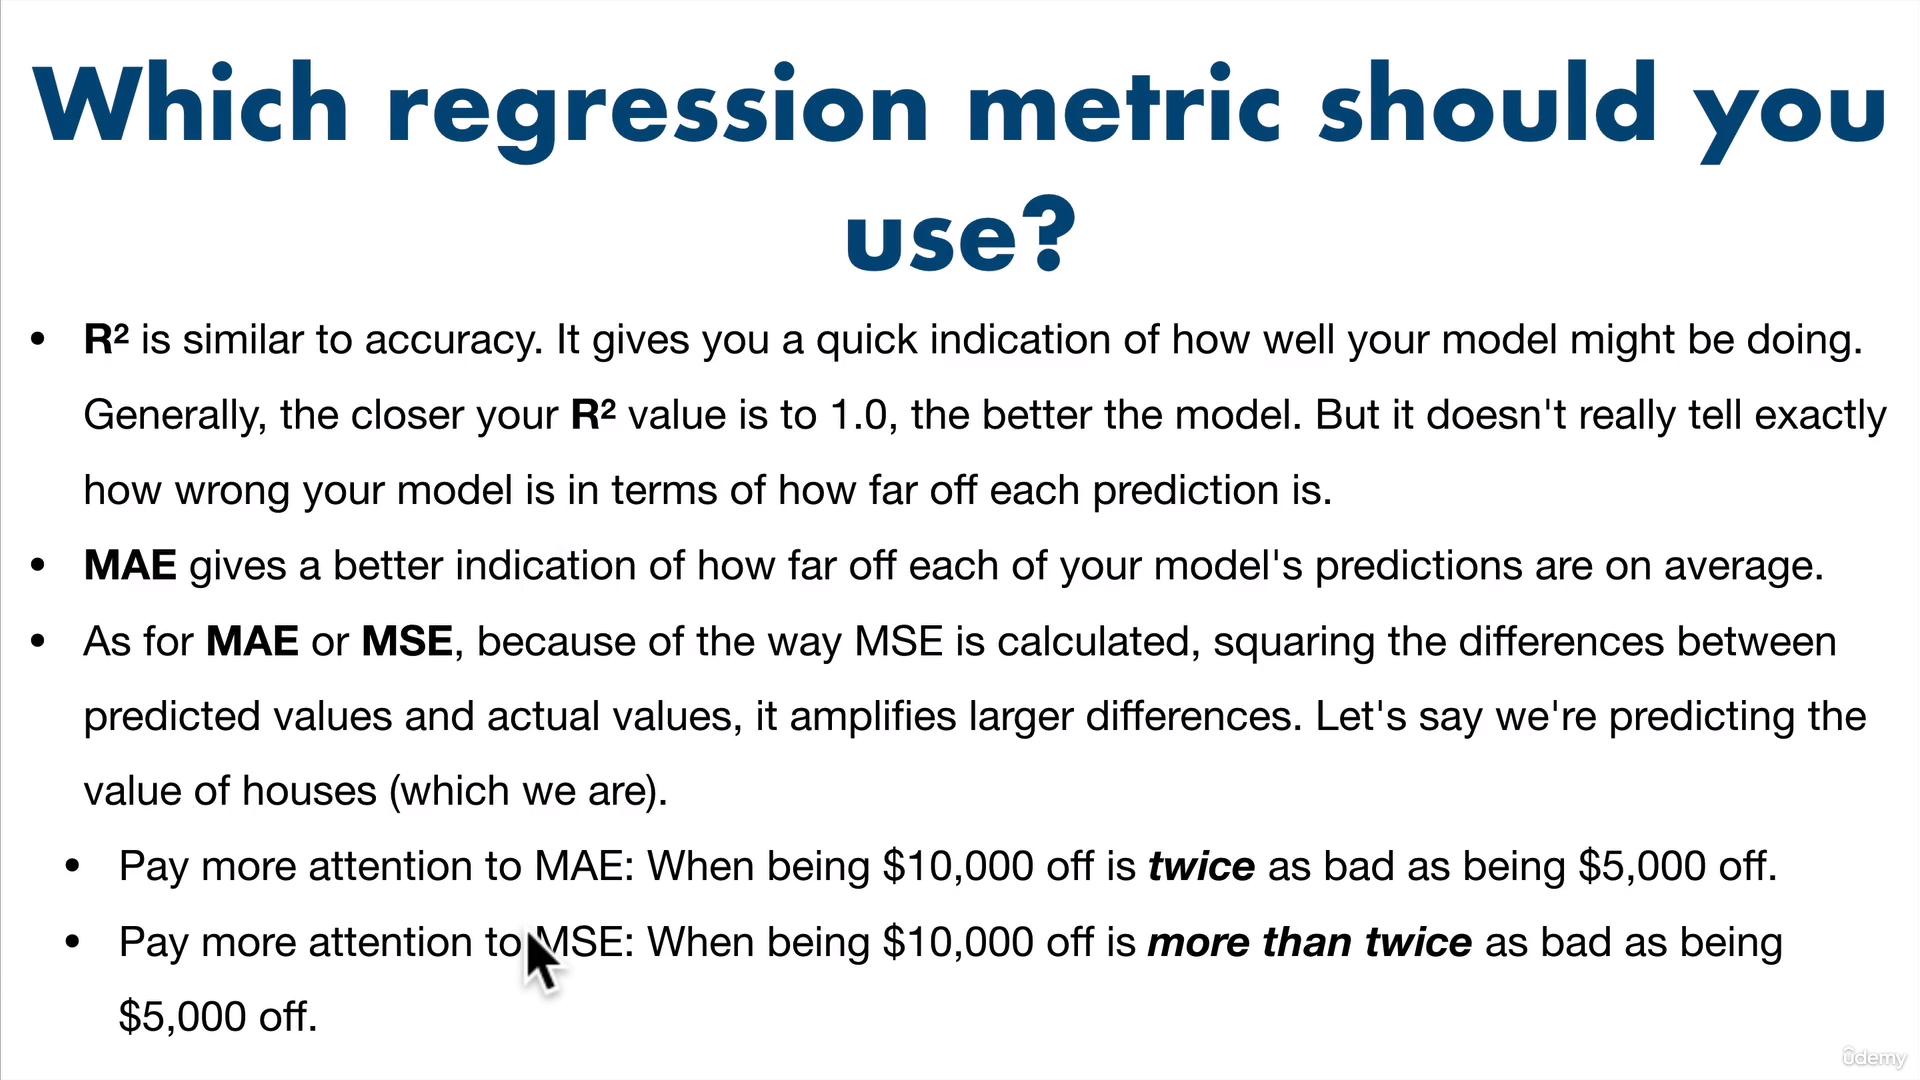 Which regression metric should you
use?
• R² is similar to accuracy. It gives you a quick indication of how well your model might be doing.
Generally, the closer your R² value is to 1.0, the better the model. But it doesn't really tell exactly
how wrong your model is in terms of how far off each prediction is.
• MAE gives a better indication of how far off each of your model's predictions are on average.
• As for MAE or MSE, because of the way MSE is calculated, squaring the differences between
predicted values and actual values, it amplifies larger differences. Let's say we're predicting the
value of houses (which we are).
• Pay more attention to MAE: When being $10,000 off is twice as bad as being $5,000 off.
• Pay more attention to MSE: When being $10,000 off is more than twice as bad as being
$5,000 off.
ûdemy